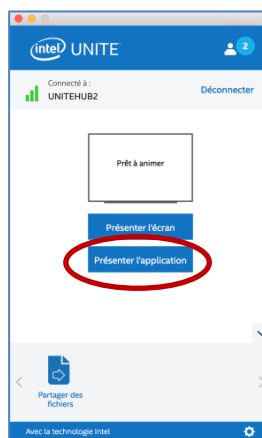 intel UNITE
2
Connecté à :
UNITEHUB2
Déconnecter
Prêt à animer
Présenter l'écran
Présenter l'application
Partager des
fichiers
Avec la technologie Intel